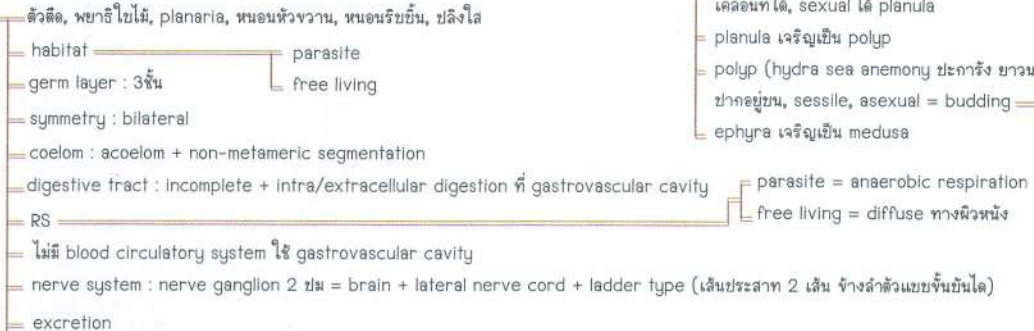 ตัวตืด, พยาธิใบไม้, planaria, หนอนหัวขวาน, หนอนริบบิ้น, ปลิงใส
habitat
parasite
free living
germ layer : 3ชั้น
symmetry : bilateral
coelom : acoelom + non-metameric segmentation
digestive tract : incomplete + intra/extracellular digestion ที่ gastrovascular cavity
RS
parasite = anaerobic respiration
free living = diffuse ทางผิวหนัง
ไม่มี blood circulatory system ใช้ gastrovascular cavity
nerve system : nerve ganglion 2 ปม = brain + lateral nerve cord + ladder type (เส้นประสาท 2 เส้น ข้างลำตัวแบบขั้นบันได)
excretion
เคลื่อนที่ได้, sexual ได้ planula
planula เจริญเป็น polyp
polyp (hydra sea anemony ปะการัง
ปากอยู่บน, sessile, asexual = budding
ephyra เจริญเป็น medusa